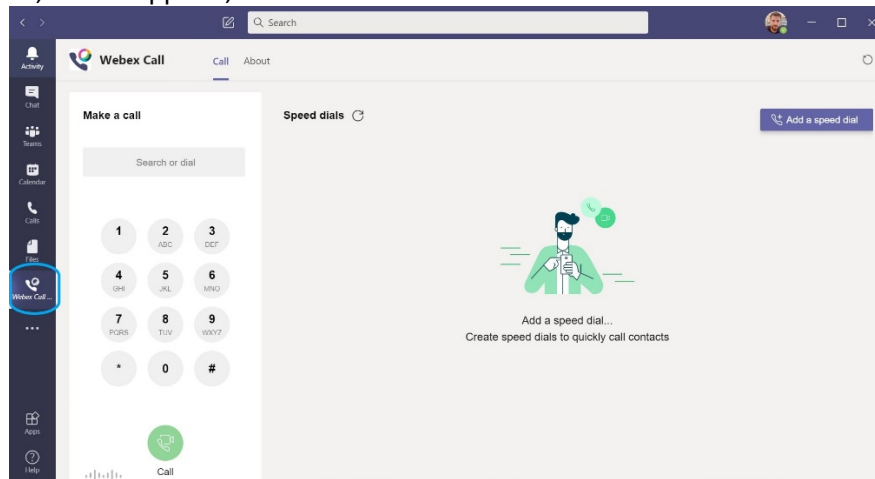 Search
Activity
Chat
Teams
Calendar
Calls
Files
Webex Call ...
Apps
Help
Webex Call
Call
About
Make a call
Search or dial
1
2 ABC
3 DEF
4 GHI
5 JKL
6 MNO
7 PQRS
8 TUV
9 WXYZ
*
0
#
Call
Speed dials
Add a speed dial
Add a speed dial...
Create speed dials to quickly call contacts